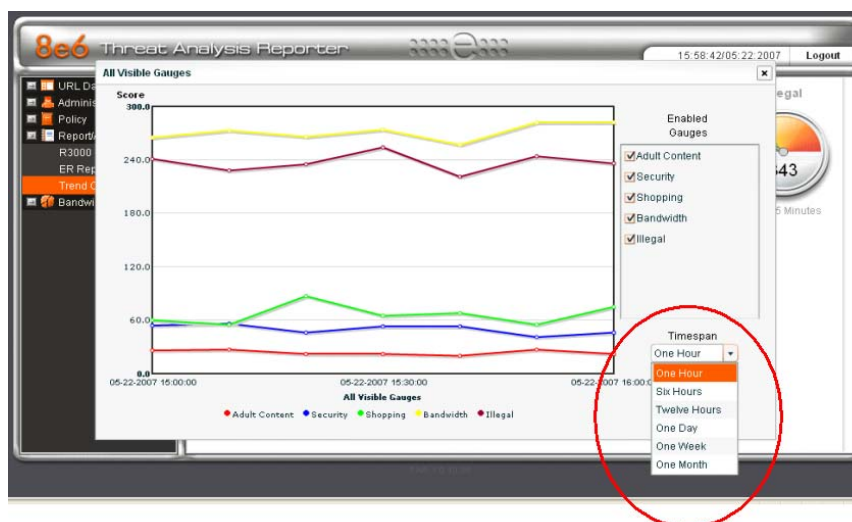 8e6 Threat Analysis Reporter
15:58:42/05:22:2007 Logout
All Visible Gauges
URL Da
Adminis
Policy
Report/A
R3000
ER Rep
Trend C
Bandwi
Score
300.0
240.0
180.0
120.0
60.0
0.0
05-22-2007 15:00:00 05-22-2007 15:30:00 05-22-2007 16:00:0
All Visible Gauges
Adult Content Security Shopping Bandwidth Illegal
Enabled
Gauges
Adult Content
Security
Shopping
Bandwidth
Illegal
egal
43
5 Minutes
Timespan
One Hour
One Hour
Six Hours
Twelve Hours
One Day
One Week
One Month